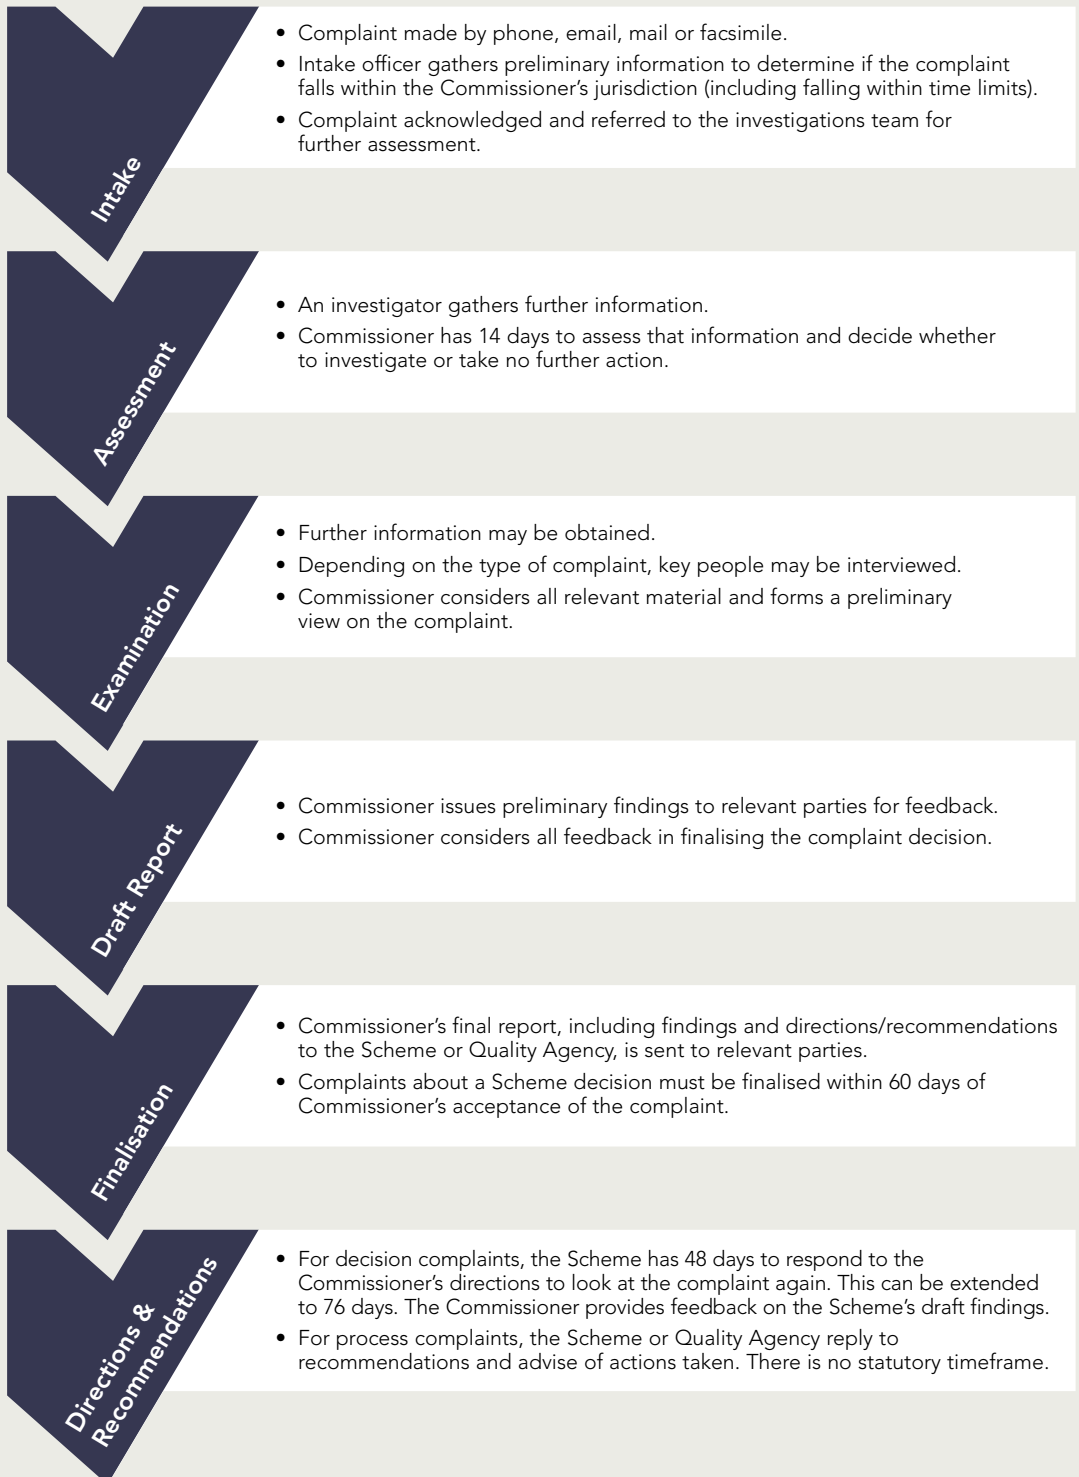 Intake
• Complaint made by phone, email, mail or facsimile.
• Intake officer gathers preliminary information to determine if the complaint
falls within the Commissioner’s jurisdiction (including falling within time limits).
• Complaint acknowledged and referred to the investigations team for
further assessment.
Assessment
• An investigator gathers further information.
• Commissioner has 14 days to assess that information and decide whether
to investigate or take no further action.
Examination
• Further information may be obtained.
• Depending on the type of complaint, key people may be interviewed.
• Commissioner considers all relevant material and forms a preliminary
view on the complaint.
Draft Report
• Commissioner issues preliminary findings to relevant parties for feedback.
• Commissioner considers all feedback in finalising the complaint decision.
Finalisation
• Commissioner’s final report, including findings and directions/recommendations
to the Scheme or Quality Agency, is sent to relevant parties.
• Complaints about a Scheme decision must be finalised within 60 days of
Commissioner’s acceptance of the complaint.
Directions &
Recommendations
• For decision complaints, the Scheme has 48 days to respond to the
Commissioner’s directions to look at the complaint again. This can be extended
to 76 days. The Commissioner provides feedback on the Scheme’s draft findings.
• For process complaints, the Scheme or Quality Agency reply to
recommendations and advise of actions taken. There is no statutory timeframe.